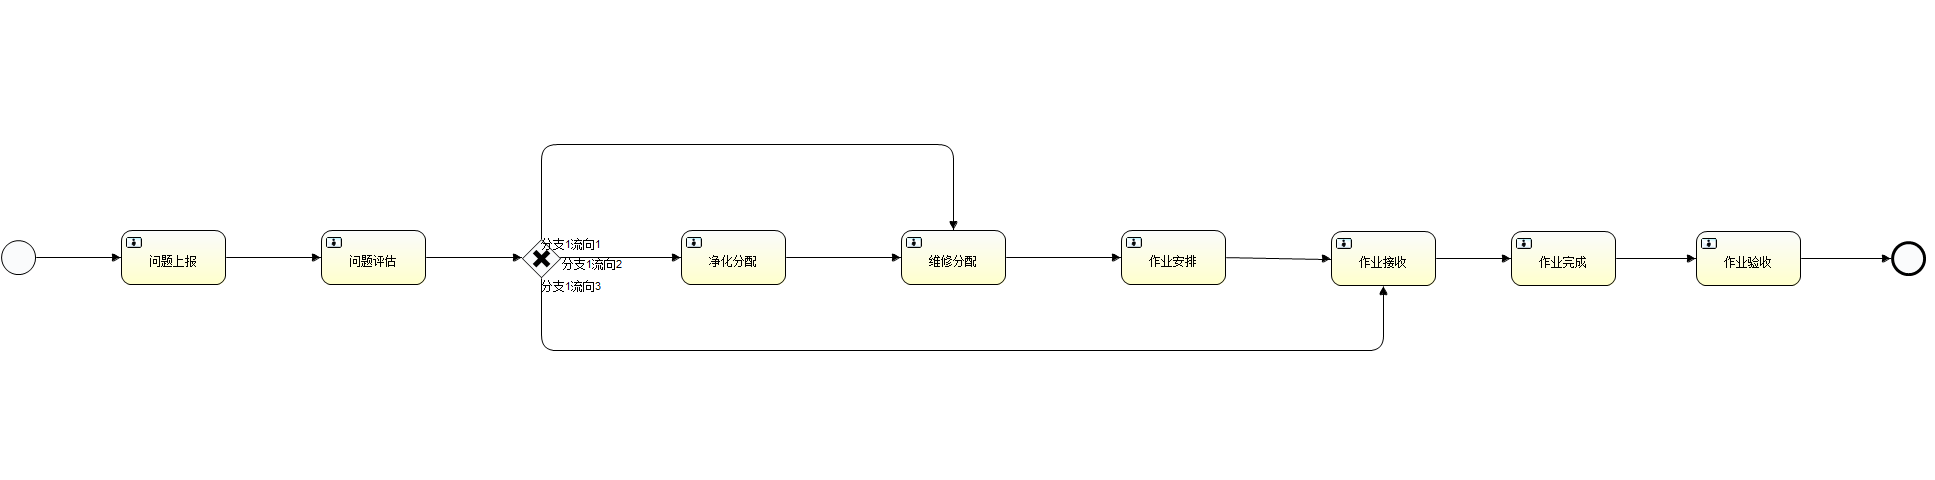 问题上报
问题评估
分支1流向1
分支1流向2
分支1流向3
净化分配
维修分配
作业安排
作业接收
作业完成
作业验收